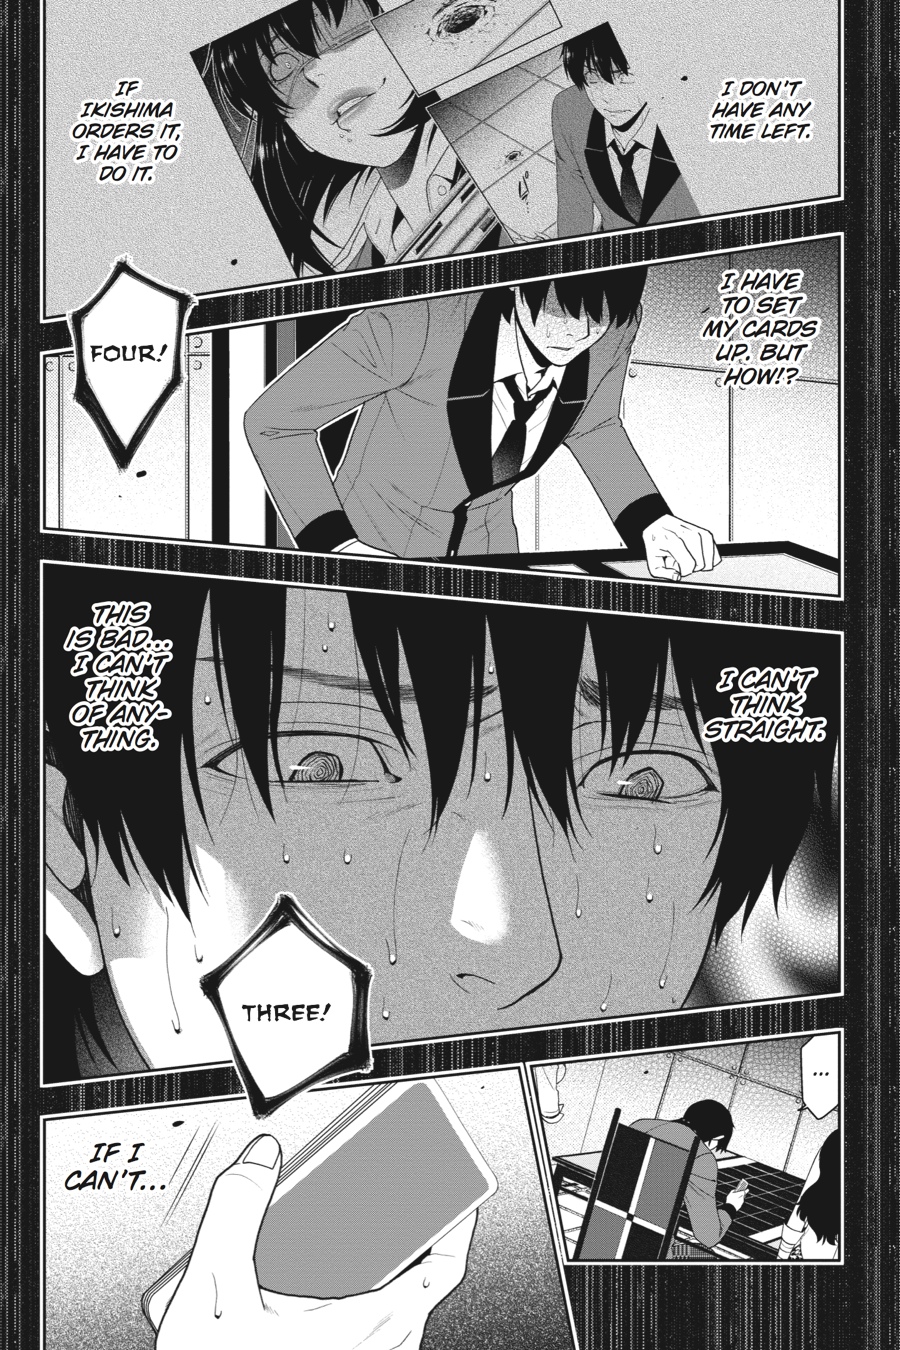 I DON'T
HAVE ANY
TIME LEFT.
IF
IKISHIMA
ORDERS IT,
I HAVE TO
DO IT.
I HAVE
TO SET
MY CARDS
UP. BUT
HOW!?
FOUR!
I CAN'T
THINK
STRAIGHT.
THIS
IS BAD...
I CAN'T
THINK
OF ANY-
THING.
THREE!
...
IF I
CAN'T...